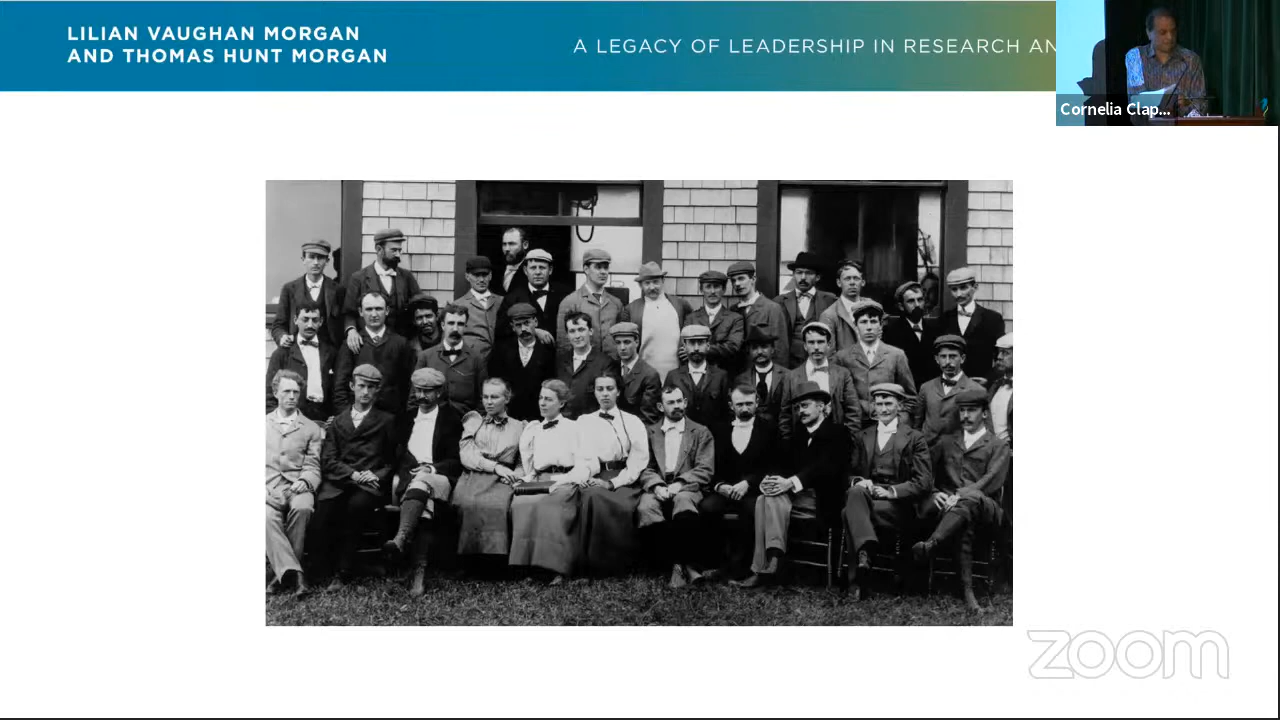 LILIAN VAUGHAN MORGAN
AND THOMAS HUNT MORGAN
A LEGACY OF LEADERSHIP IN RESEARCH AN
Cornelia Clap...
zoom